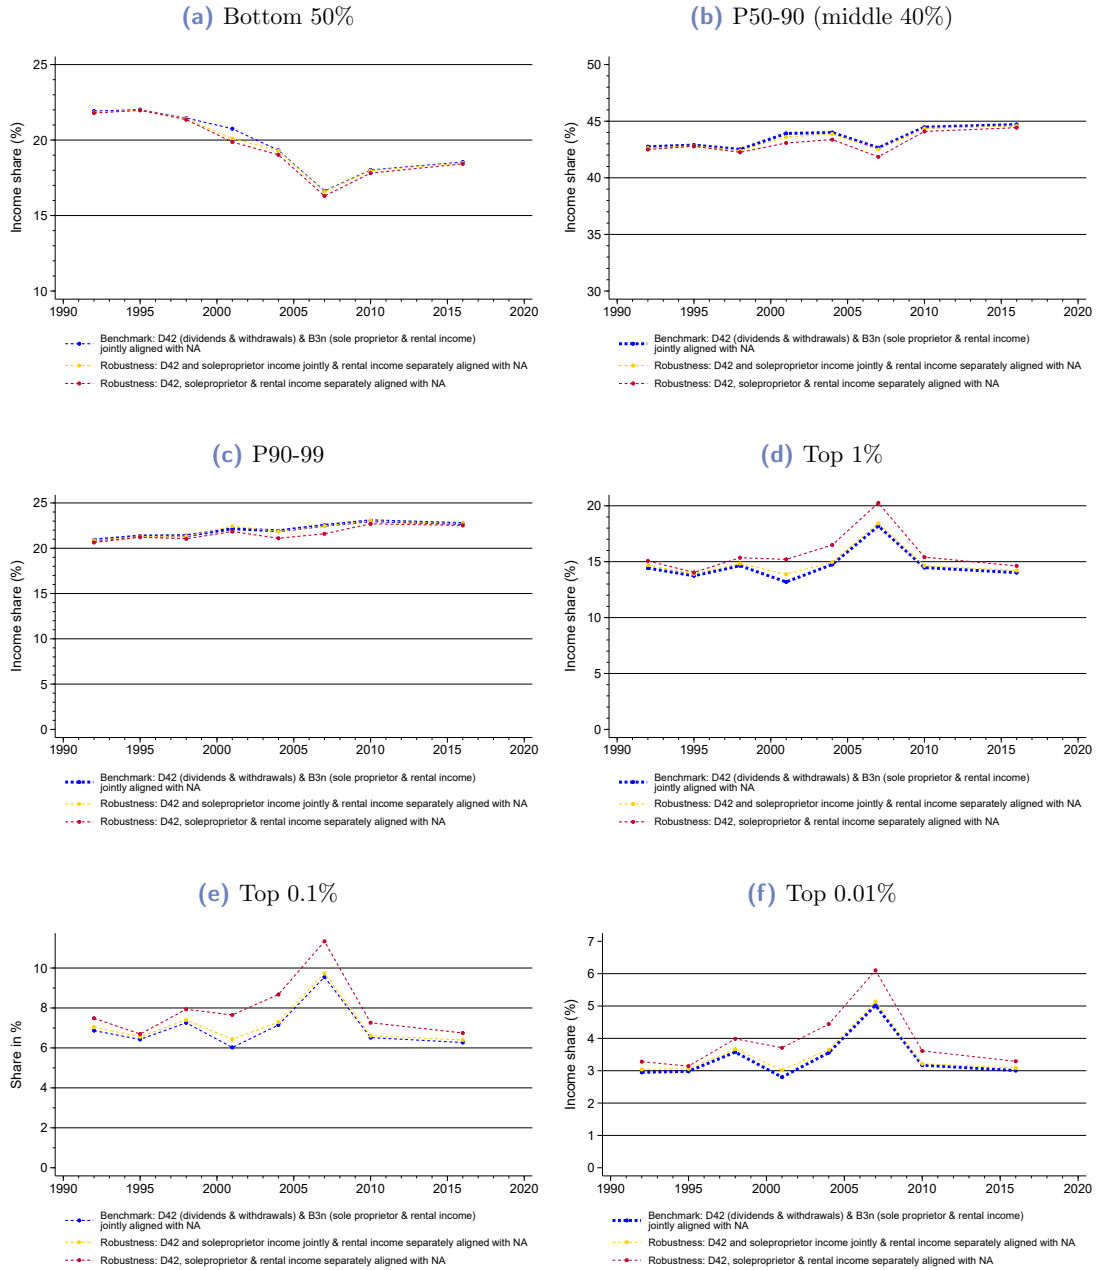 (a) Bottom 50%
25
20
15
10
Income share (%)
1990 1995 2000 2005 2010 2015 2020
Benchmark: D42 (dividends & withdrawals) & B3n (sole proprietor & rental income)
jointly aligned with NA
Robustness: D42 and soleproprietor income jointly & rental income separately aligned with NA
Robustness: D42, soleproprietor & rental income separately aligned with NA
(b) P50-90 (middle 40%)
50
45
40
35
30
Income share (%)
1990 1995 2000 2005 2010 2015 2020
Benchmark: D42 (dividends & withdrawals) & B3n (sole proprietor & rental income)
jointly aligned with NA
Robustness: D42 and soleproprietor income jointly & rental income separately aligned with NA
Robustness: D42, soleproprietor & rental income separately aligned with NA
(c) P90-99
25
20
15
10
5
0
Income share (%)
1990 1995 2000 2005 2010 2015 2020
Benchmark: D42 (dividends & withdrawals) & B3n (sole proprietor & rental income)
jointly aligned with NA
Robustness: D42 and soleproprietor income jointly & rental income separately aligned with NA
Robustness: D42, soleproprietor & rental income separately aligned with NA
(d) Top 1%
20
15
10
5
0
Income share (%)
1990 1995 2000 2005 2010 2015 2020
Benchmark: D42 (dividends & withdrawals) & B3n (sole proprietor & rental income)
jointly aligned with NA
Robustness: D42 and soleproprietor income jointly & rental income separately aligned with NA
Robustness: D42, soleproprietor & rental income separately aligned with NA
(e) Top 0.1%
10
8
6
4
2
0
Share in %
1990 1995 2000 2005 2010 2015 2020
Benchmark: D42 (dividends & withdrawals) & B3n (sole proprietor & rental income)
jointly aligned with NA
Robustness: D42 and soleproprietor income jointly & rental income separately aligned with NA
Robustness: D42, soleproprietor & rental income separately aligned with NA
(f) Top 0.01%
7
6
5
4
3
2
1
0
Income share (%)
1990 1995 2000 2005 2010 2015 2020
Benchmark: D42 (dividends & withdrawals) & B3n (sole proprietor & rental income)
jointly aligned with NA
Robustness: D42 and soleproprietor income jointly & rental income separately aligned with NA
Robustness: D42, soleproprietor & rental income separately aligned with NA